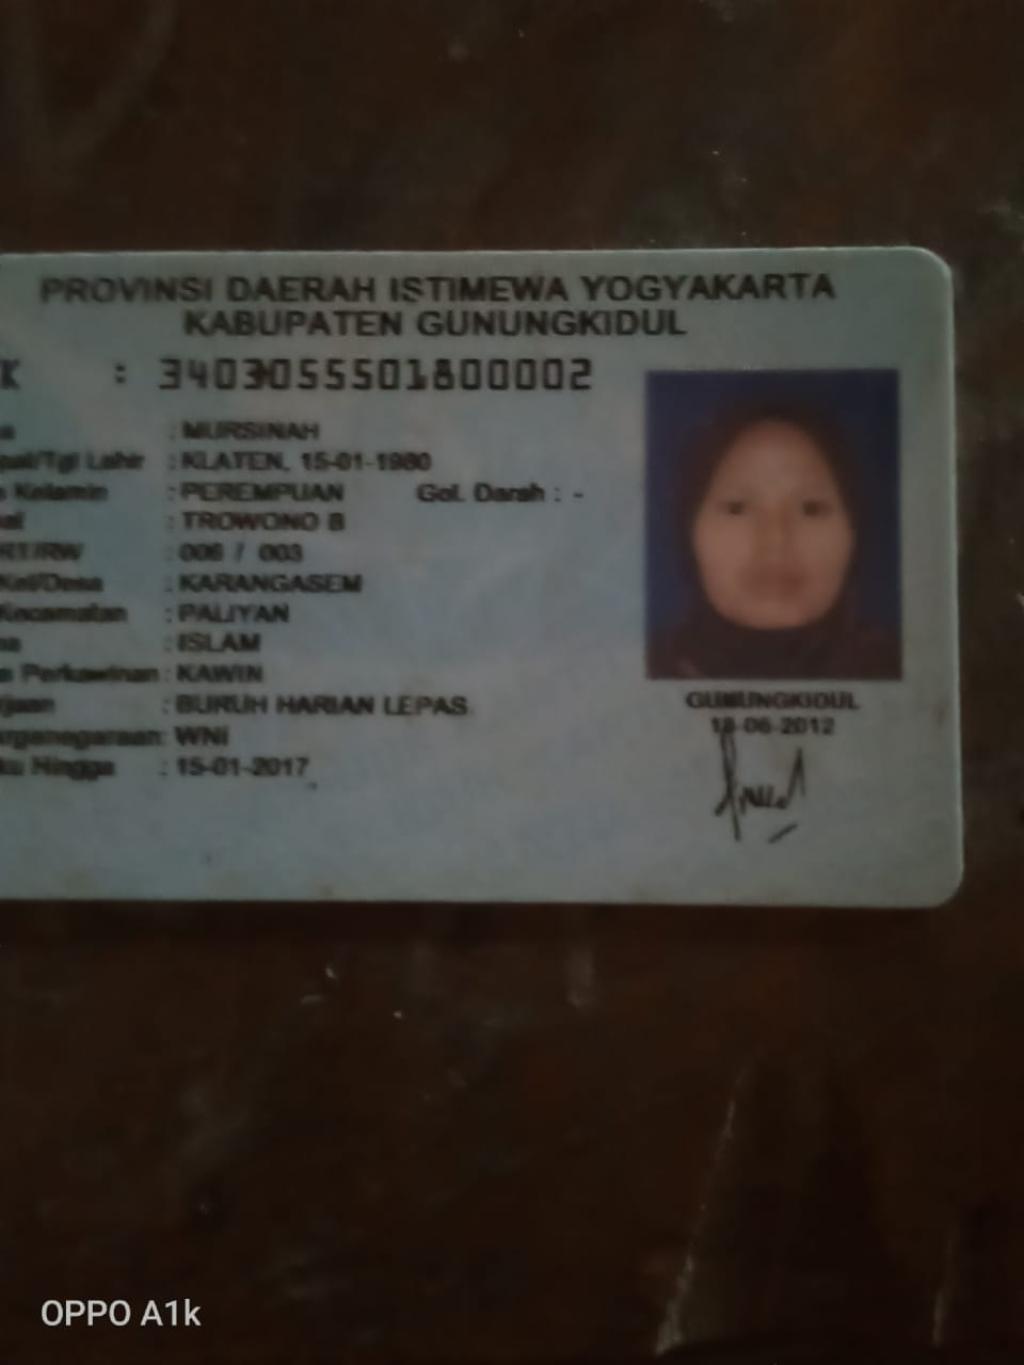 PROVINSI DAERAH ISTIMEWA YOGYAKARTA
KABUPATEN GUNUNGKIDUL
K : 3403055501800002
a : MURSINAH
pat/Tgl Lahir : KLATEN, 15-01-1980
s Kelamin : PEREMPUAN Gol. Darah : -
at : TROWONO B
RT/RW : 006 / 003
Kel/Desa : KARANGASEM
Kecamatan : PALIYAN
ma : ISLAM
s Perkawinan : KAWIN
rjaan : BURUH HARIAN LEPAS
arganegaraan: WNI
ku Hingga : 15-01-2017
GUNUNGKIDUL
18-06-2012
OPPO A1k